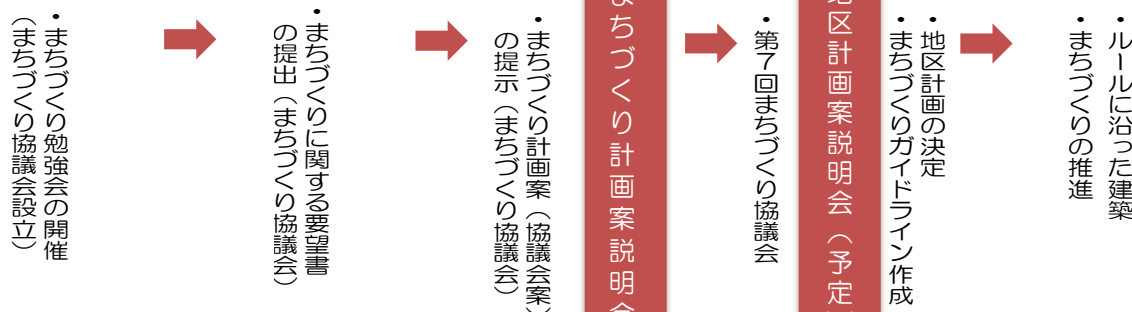 ・まちづくり勉強会の開催
（まちづくり協議会設立）
・まちづくりに関する要望書
の提出（まちづくり協議会）
・まちづくり計画案（協議会案）
の提示（まちづくり協議会）
まちづくり計画案説明会
・第7回まちづくり協議会
地区計画案説明会（予定）
・地区計画の決定
・まちづくりガイドライン作成
・ルールに沿った建築
・まちづくりの推進